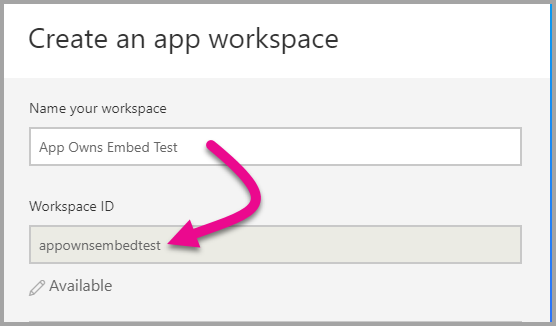 Create an app workspace
Name your workspace
App Owns Embed Test
Workspace ID
appownsembedtest
Available